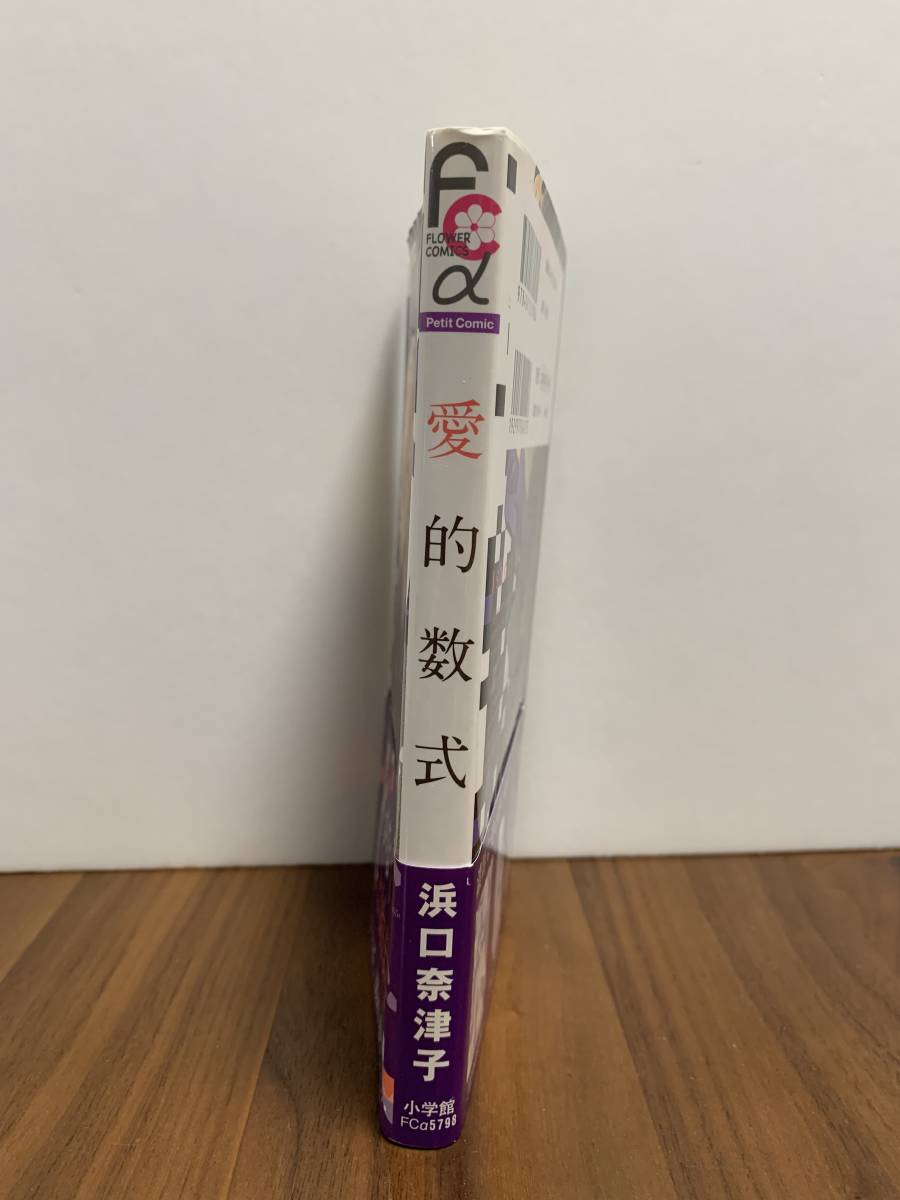 FC
FLOWER
COMICS
α
Petit Comic
愛的数式
浜口奈津子
小学館
FCα5798